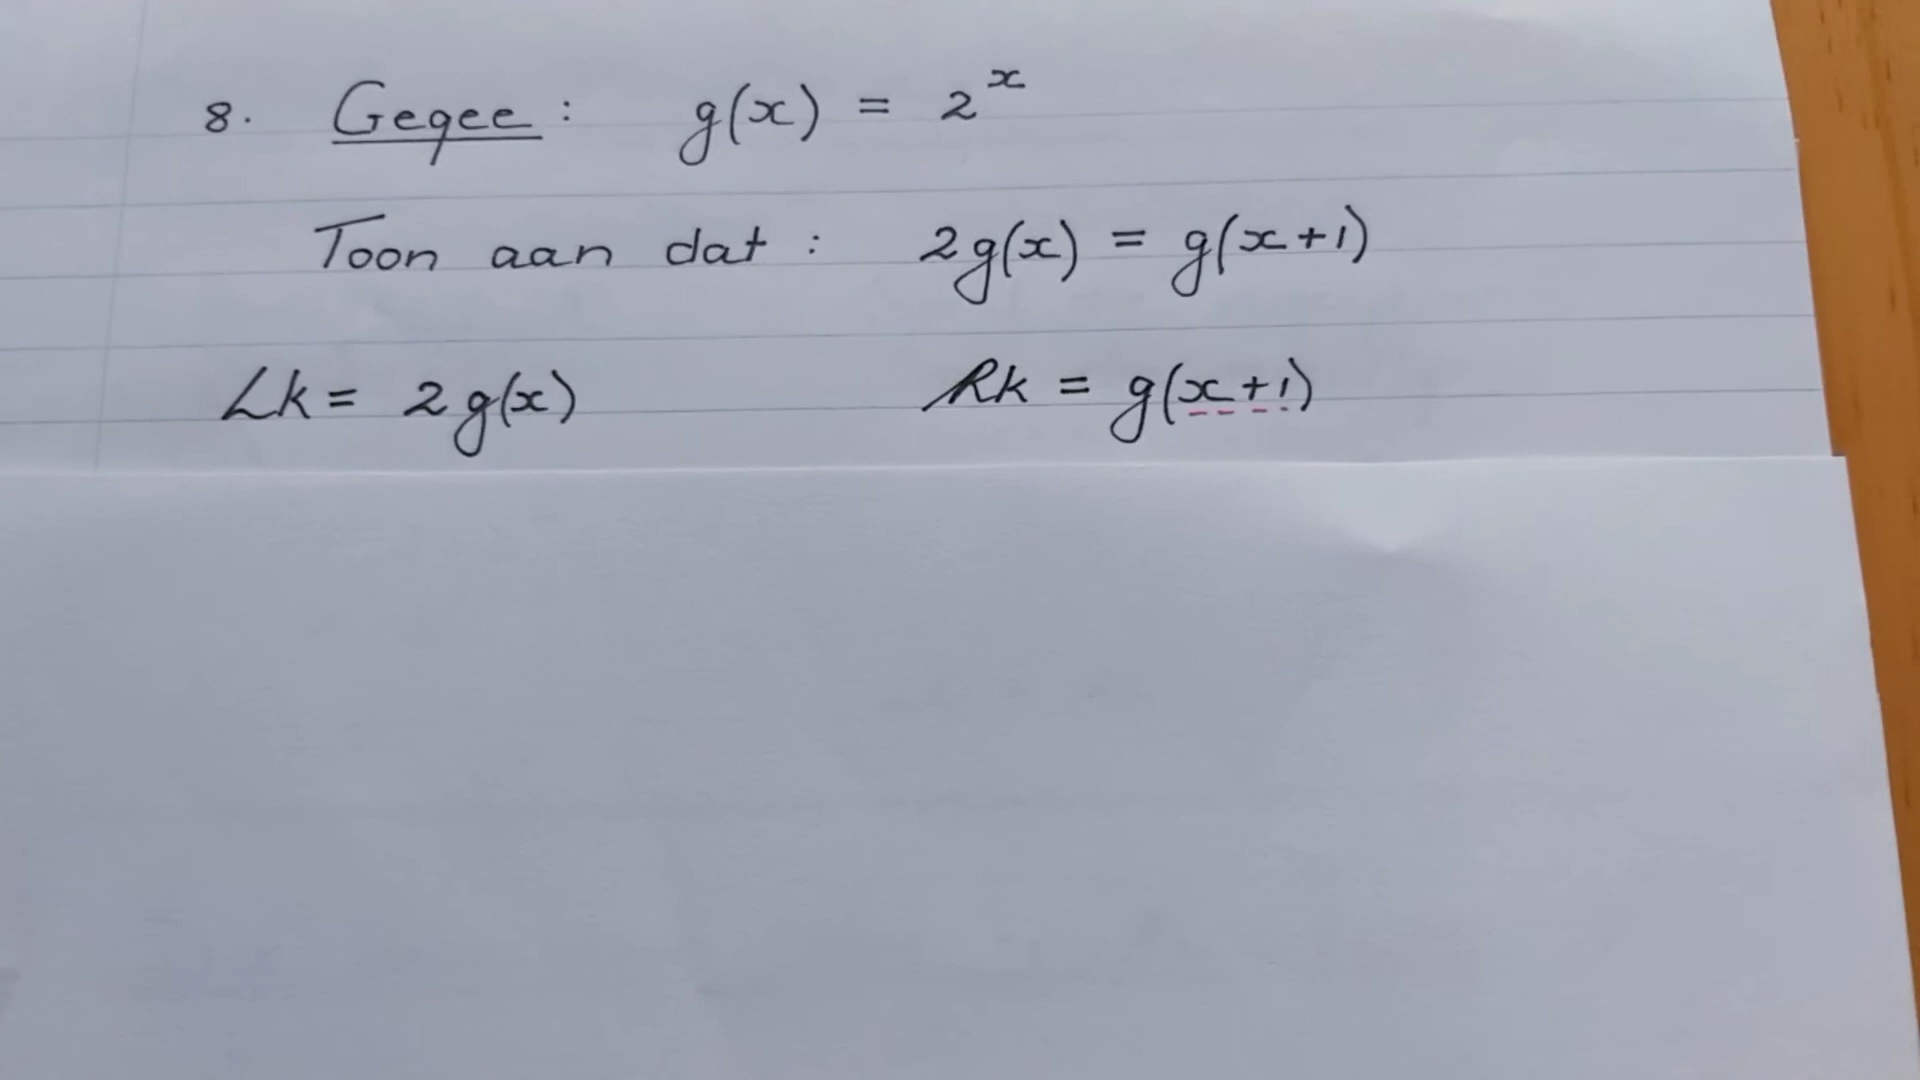 8. Gegee : g(x) = 2^x
Toon aan dat : 2g(x) = g(x+1)
Lk = 2g(x) Rk = g(x+1)